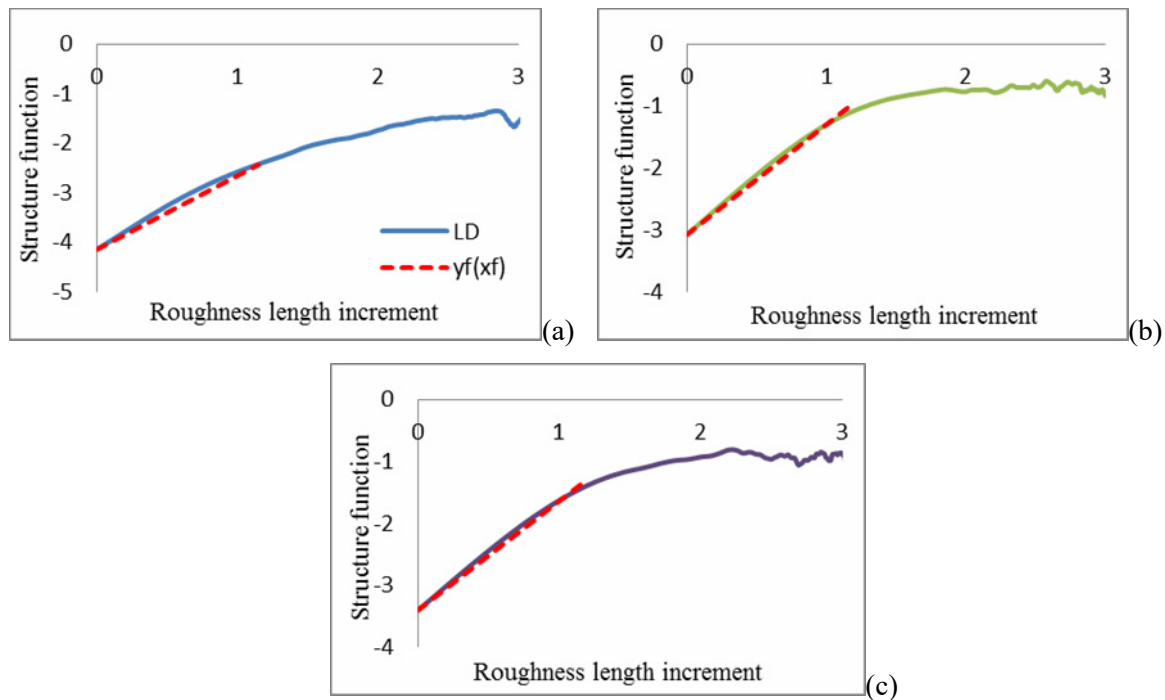 0
0 1 2 3
-1
-2
-3
-4
-5
Structure function
LD
yf(xf)
Roughness length increment
(a)
0
0 1 2 3
-1
-2
-3
-4
Structure function
Roughness length increment
(b)
0
0 1 2 3
-1
-2
-3
-4
Structure function
Roughness length increment
(c)